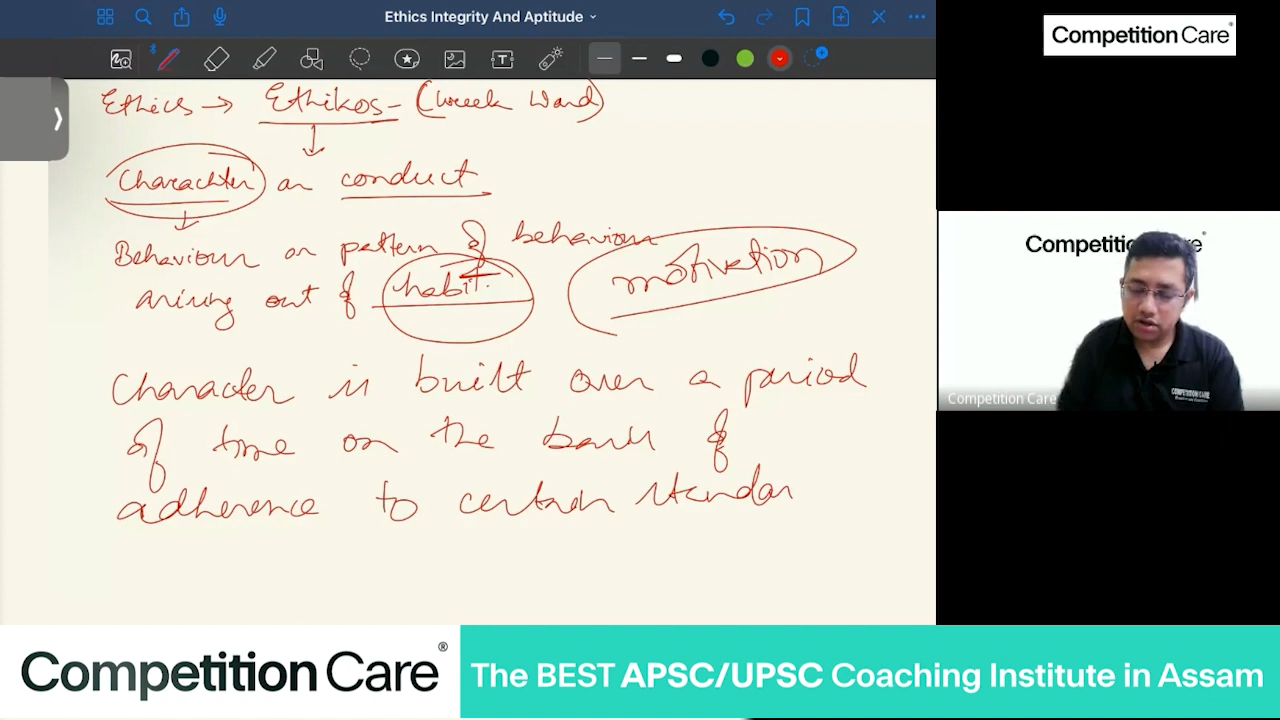 Ethics Integrity And Aptitude
Competition Care
Ethics → Ethikos - (Greek Word)
Charachter or conduct
Behaviour or pattern of behaviour
arising out of habit.
motivation
Character is built over a period
of time on the basis of
adherence to certain standar
Competition Care
COMPETITION CARE
Competition Care
Competition Care®
The BEST APSC/UPSC Coaching Institute in Assam